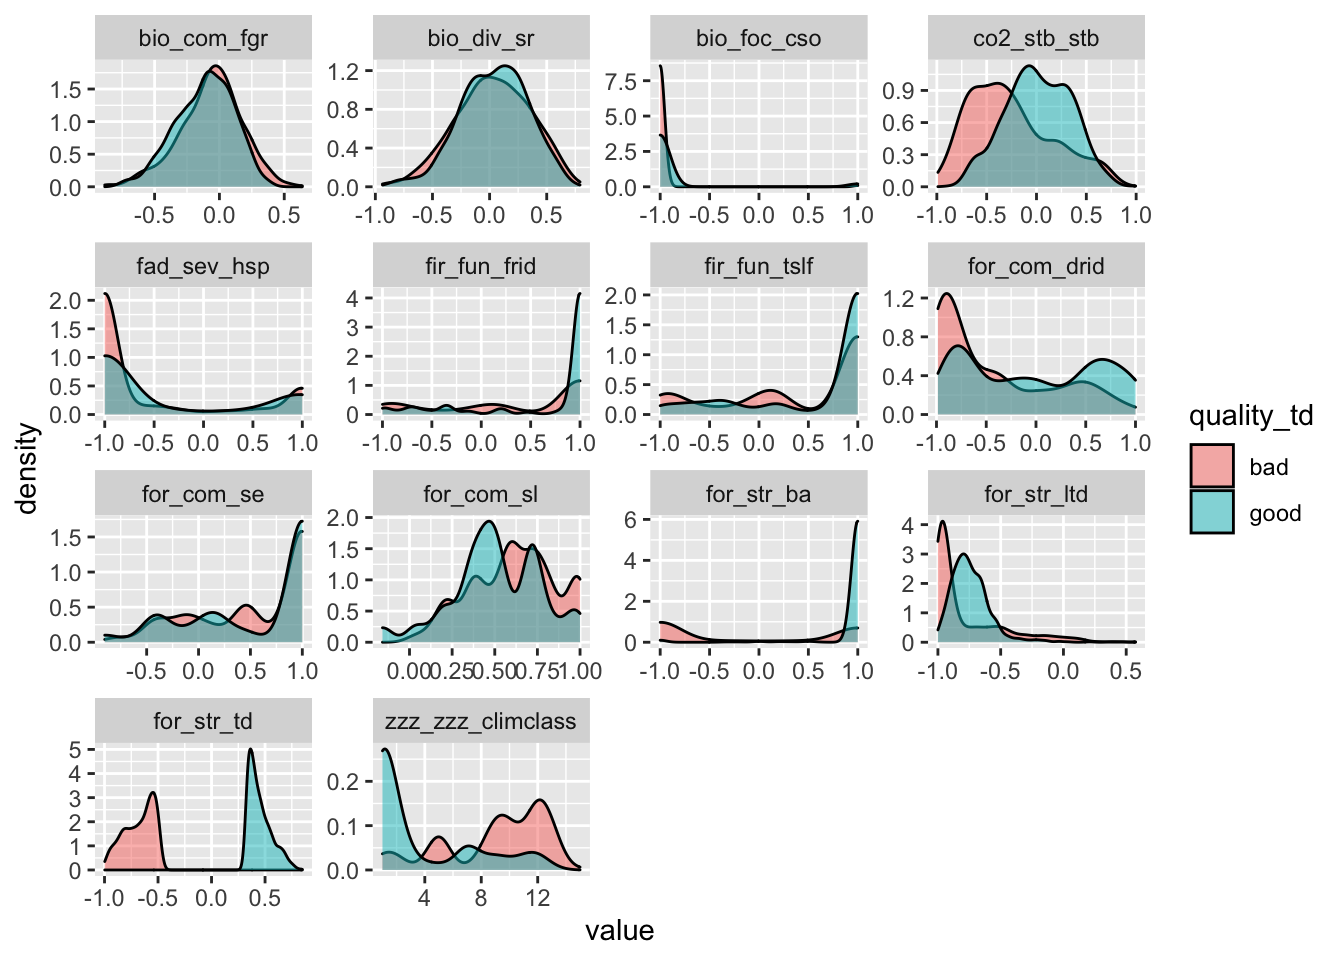 bio_com_fgr bio_div_sr bio_foc_cso co2_stb_stb
1.5
1.0
0.5
0.0
-0.5 0.0 0.5
1.2
0.8
0.4
0.0
-1.0 -0.5 0.0 0.5
7.5
5.0
2.5
0.0
-1.0 -0.5 0.0 0.5 1.0
0.9
0.6
0.3
0.0
-1.0 -0.5 0.0 0.5 1.0
fad_sev_hsp fir_fun_frid fir_fun_tslf for_com_drid
2.0
1.5
1.0
0.5
0.0
-1.0 -0.5 0.0 0.5 1.0
4
3
2
1
0
-1.0 -0.5 0.0 0.5 1.0
2.0
1.5
1.0
0.5
0.0
-1.0 -0.5 0.0 0.5 1.0
1.2
0.8
0.4
0.0
-1.0 -0.5 0.0 0.5 1.0
for_com_se for_com_sl for_str_ba for_str_ltd
1.5
1.0
0.5
0.0
-0.5 0.0 0.5 1.0
2.0
1.5
1.0
0.5
0.0
0.00 0.25 0.50 0.75 1.00
6
4
2
0
-1.0 -0.5 0.0 0.5 1.0
4
3
2
1
0
-1.0 -0.5 0.0 0.5
for_str_td zzz_zzz_climclass
5
4
3
2
1
0
-1.0 -0.5 0.0 0.5
0.2
0.1
0.0
4 8 12
density
value
quality_td
bad
good